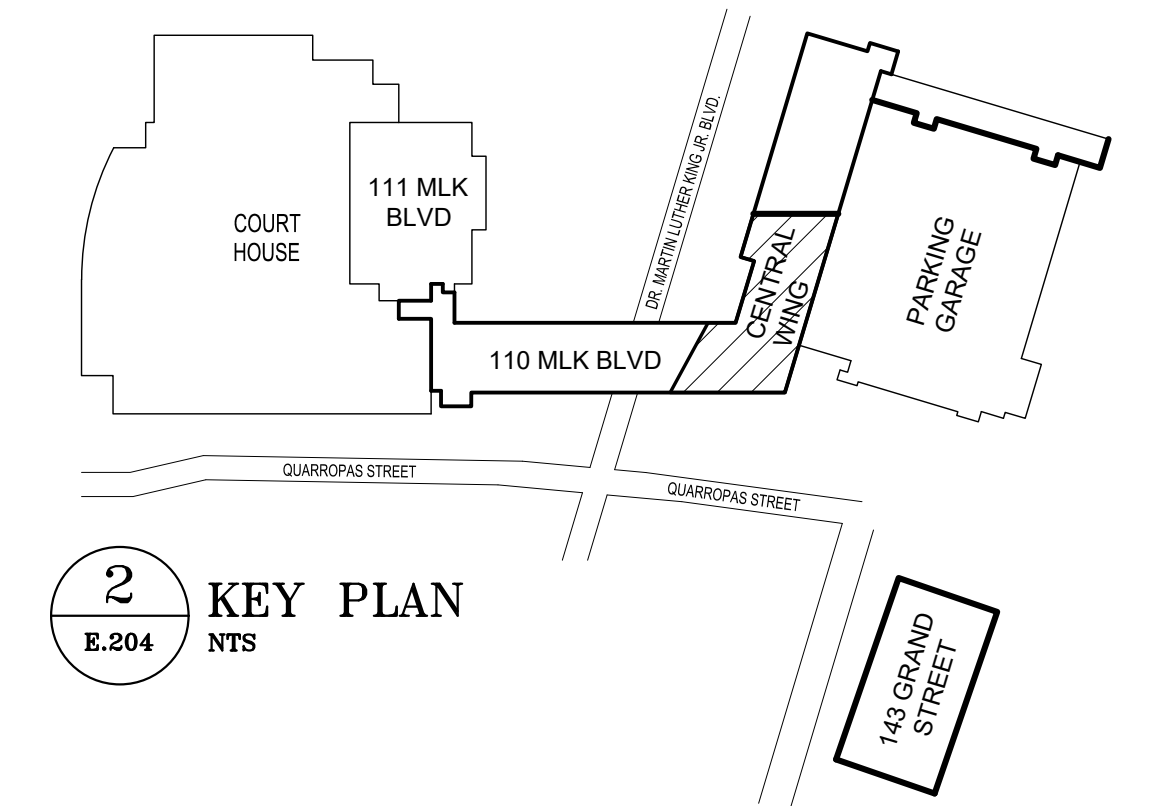 DR. MARTIN LUTHER KING JR. BLVD.
111 MLK
BLVD
COURT
HOUSE
CENTRAL
WING
PARKING
GARAGE
110 MLK BLVD
QUARROPAS STREET
QUARROPAS STREET
2
E.204
KEY PLAN
NTS
143 GRAND
STREET